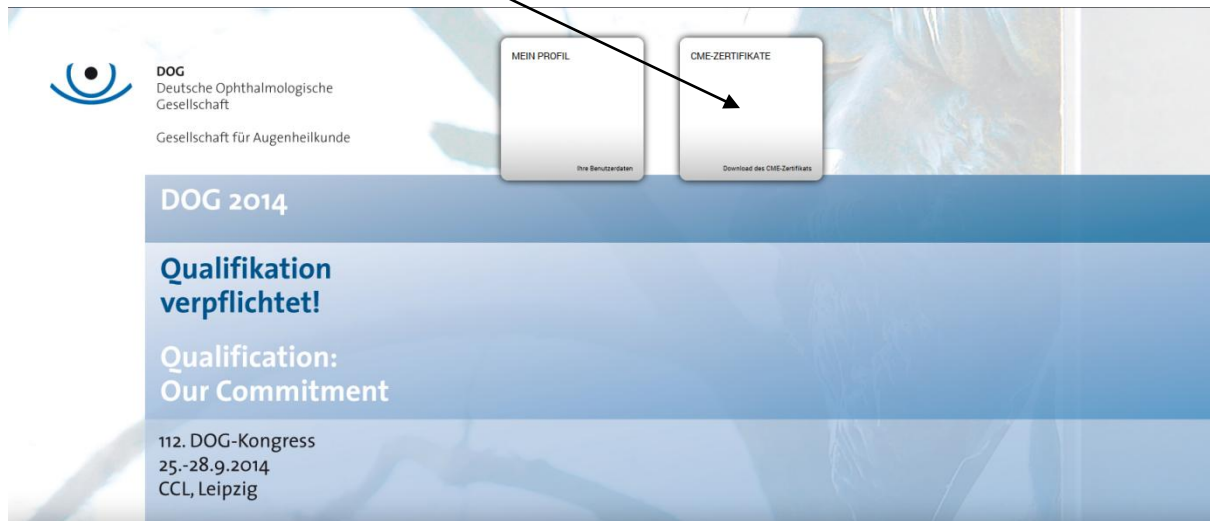 DOG
Deutsche Ophthalmologische
Gesellschaft
Gesellschaft für Augenheilkunde
MEIN PROFIL
Ihre Benutzerdaten
CME-ZERTIFIKATE
Download des CME-Zertifikats
DOG 2014
Qualifikation
verpflichtet!
Qualification:
Our Commitment
112. DOG-Kongress
25.-28.9.2014
CCL, Leipzig